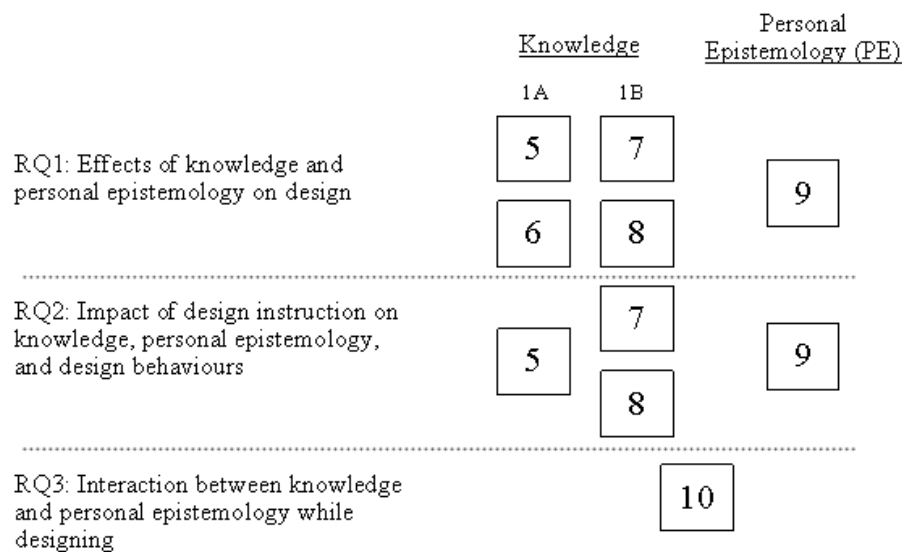 Personal
Knowledge Epistemology (PE)
1A 1B
5 7
RQ1: Effects of knowledge and
personal epistemology on design
9
6 8
RQ2: Impact of design instruction on
knowledge, personal epistemology,
and design behaviours
7
5 9
8
RQ3: Interaction between knowledge
and personal epistemology while
designing
10